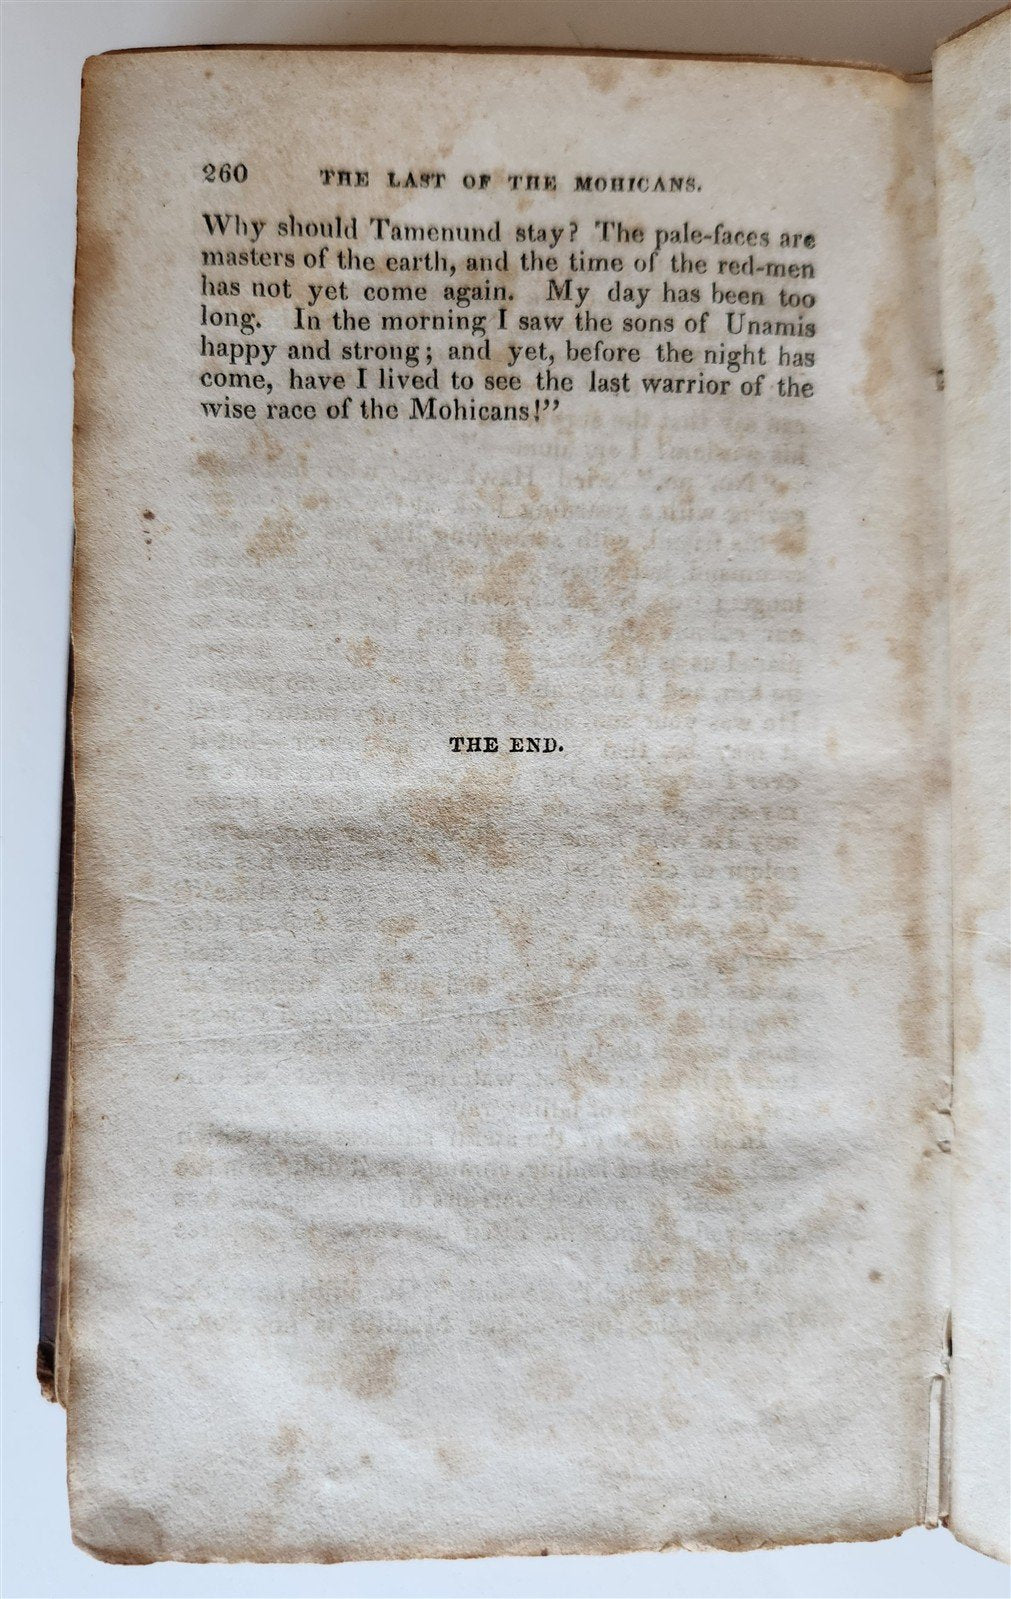 260 THE LAST OF THE MOHICANS.
Why should Tamenund stay? The pale-faces are
masters of the earth, and the time of the red-men
has not yet come again. My day has been too
long. In the morning I saw the sons of Unamis
happy and strong; and yet, before the night has
come, have I lived to see the last warrior of the
wise race of the Mohicans!”
THE END.